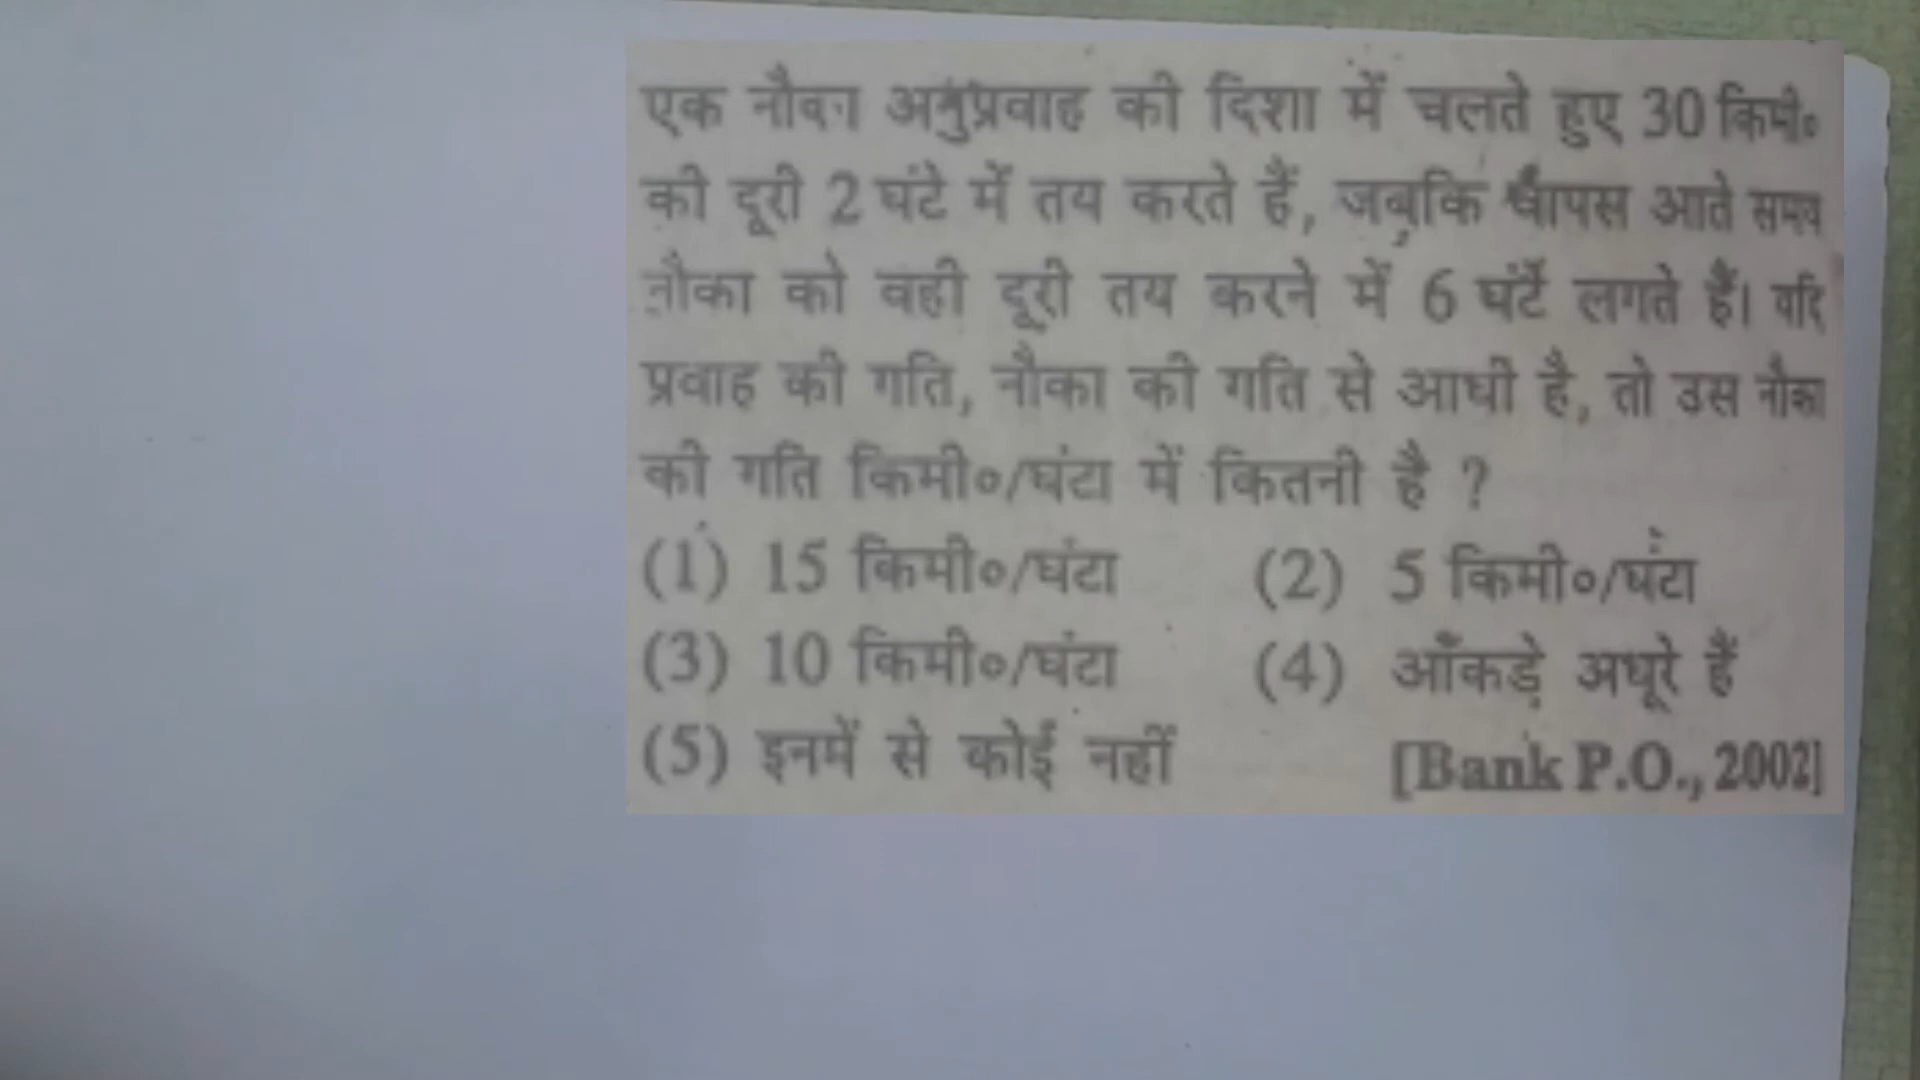 एक नौका अनुप्रवाह की दिशा में चलते हुए 30 किमी॰
की दूरी 2 घंटे में तय करते हैं, जबकि वापस आते समय
नौका को वही दूरी तय करने में 6 घंटें लगते हैं। यदि
प्रवाह की गति, नौका की गति से आधी है, तो उस नौका
की गति किमी॰/घंटा में कितनी है ?
(1) 15 किमी॰/घंटा (2) 5 किमी॰/घंटा
(3) 10 किमी॰/घंटा (4) आँकड़े अधूरे हैं
(5) इनमें से कोई नहीं [Bank P.O., 2002]